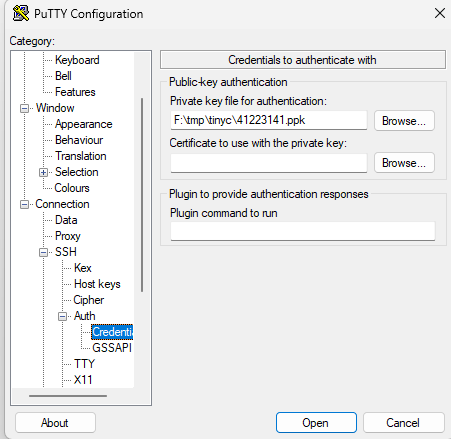 PuTTY Configuration
Category:
Keyboard
Bell
Features
Window
Appearance
Behaviour
Translation
Selection
Colours
Connection
Data
Proxy
SSH
Kex
Host keys
Cipher
Auth
Credentia
GSSAPI
TTY
X11
Credentials to authenticate with
Public-key authentication
Private key file for authentication:
F:\tmp\tinyc\41223141.ppk
Browse...
Certificate to use with the private key:
Browse...
Plugin to provide authentication responses
Plugin command to run
About
Open
Cancel